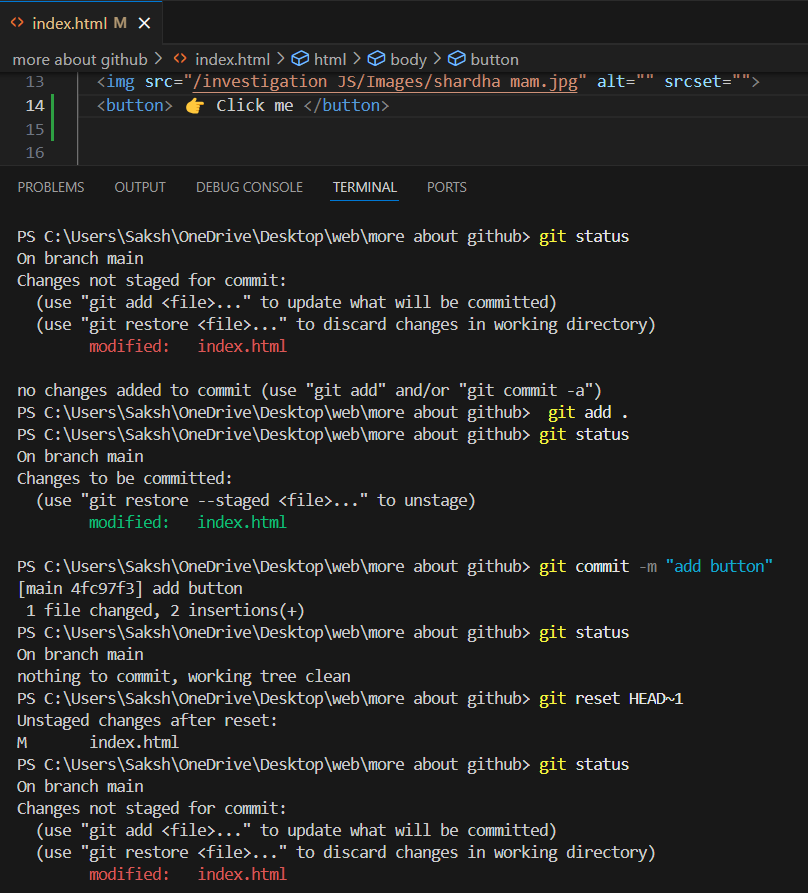 index.html M ✕
more about github > index.html > html > body > button
13 <img src="/investigation JS/Images/shardha mam.jpg" alt="" srcset="">
14 <button> 👉 Click me </button>
15
16
PROBLEMS OUTPUT DEBUG CONSOLE TERMINAL PORTS
PS C:\Users\Saksh\OneDrive\Desktop\web\more about github> git status
On branch main
Changes not staged for commit:
  (use "git add <file>..." to update what will be committed)
  (use "git restore <file>..." to discard changes in working directory)
        modified:   index.html
no changes added to commit (use "git add" and/or "git commit -a")
PS C:\Users\Saksh\OneDrive\Desktop\web\more about github>  git add .
PS C:\Users\Saksh\OneDrive\Desktop\web\more about github> git status
On branch main
Changes to be committed:
  (use "git restore --staged <file>..." to unstage)
        modified:   index.html
PS C:\Users\Saksh\OneDrive\Desktop\web\more about github> git commit -m "add button"
[main 4fc97f3] add button
 1 file changed, 2 insertions(+)
PS C:\Users\Saksh\OneDrive\Desktop\web\more about github> git status
On branch main
nothing to commit, working tree clean
PS C:\Users\Saksh\OneDrive\Desktop\web\more about github> git reset HEAD~1
Unstaged changes after reset:
M       index.html
PS C:\Users\Saksh\OneDrive\Desktop\web\more about github> git status
On branch main
Changes not staged for commit:
  (use "git add <file>..." to update what will be committed)
  (use "git restore <file>..." to discard changes in working directory)
        modified:   index.html